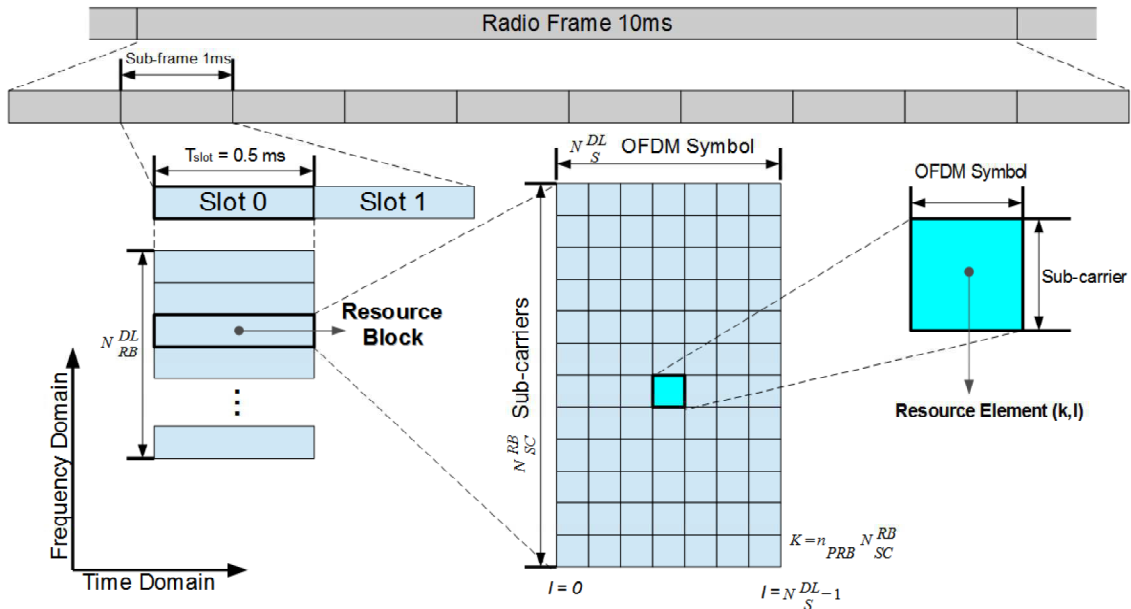 Radio Frame 10ms
Sub-frame 1ms
Tslot = 0.5 ms
Slot 0
Slot 1
N DL S OFDM Symbol
OFDM Symbol
Sub-carrier
Resource Element (k,l)
Resource
Block
N DL RB
⋮
N RB SC Sub-carriers
Frequency Domain
Time Domain
K = n PRB N RB SC
l = 0
l = N DL S −1